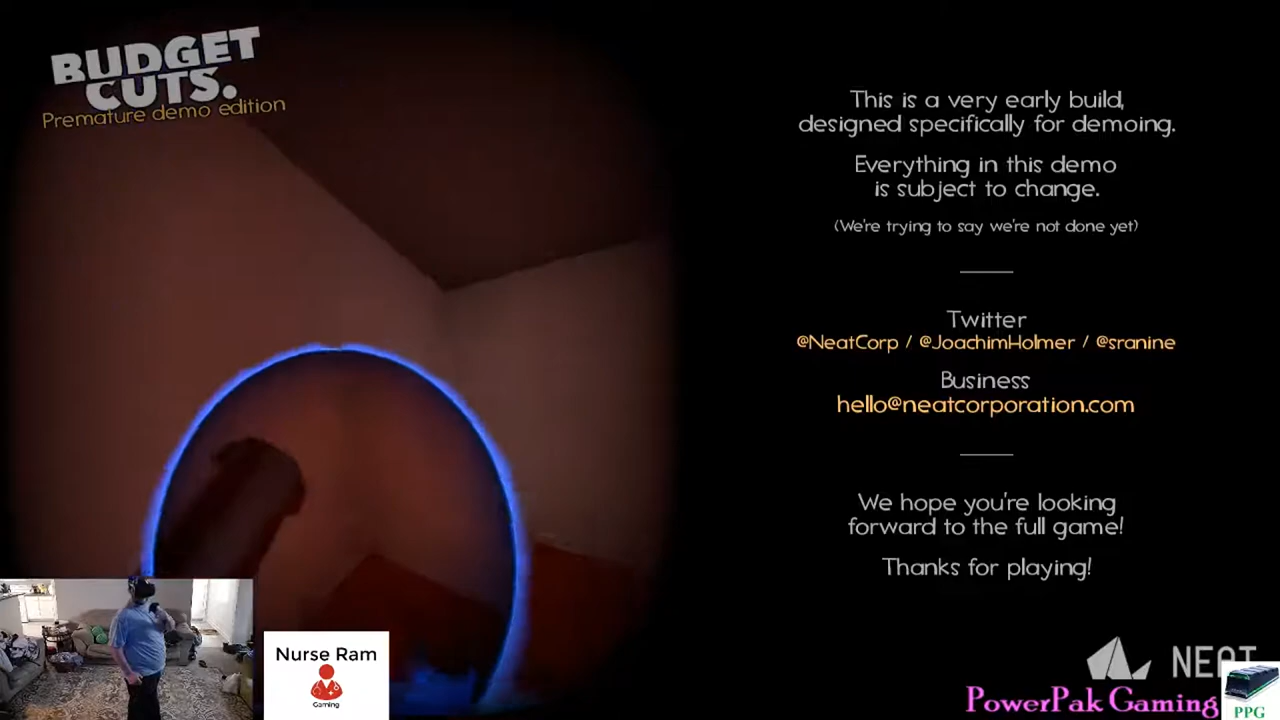 BUDGET
CUTS.
Premature demo edition
This is a very early build,
designed specifically for demoing.
Everything in this demo
is subject to change.
(We're trying to say we're not done yet)
Twitter
@NeatCorp / @JoachimHolmer / @sranine
Business
hello@neatcorporation.com
We hope you're looking
forward to the full game!
Thanks for playing!
Nurse Ram
Gaming
NEAT
PowerPak Gaming
PPG